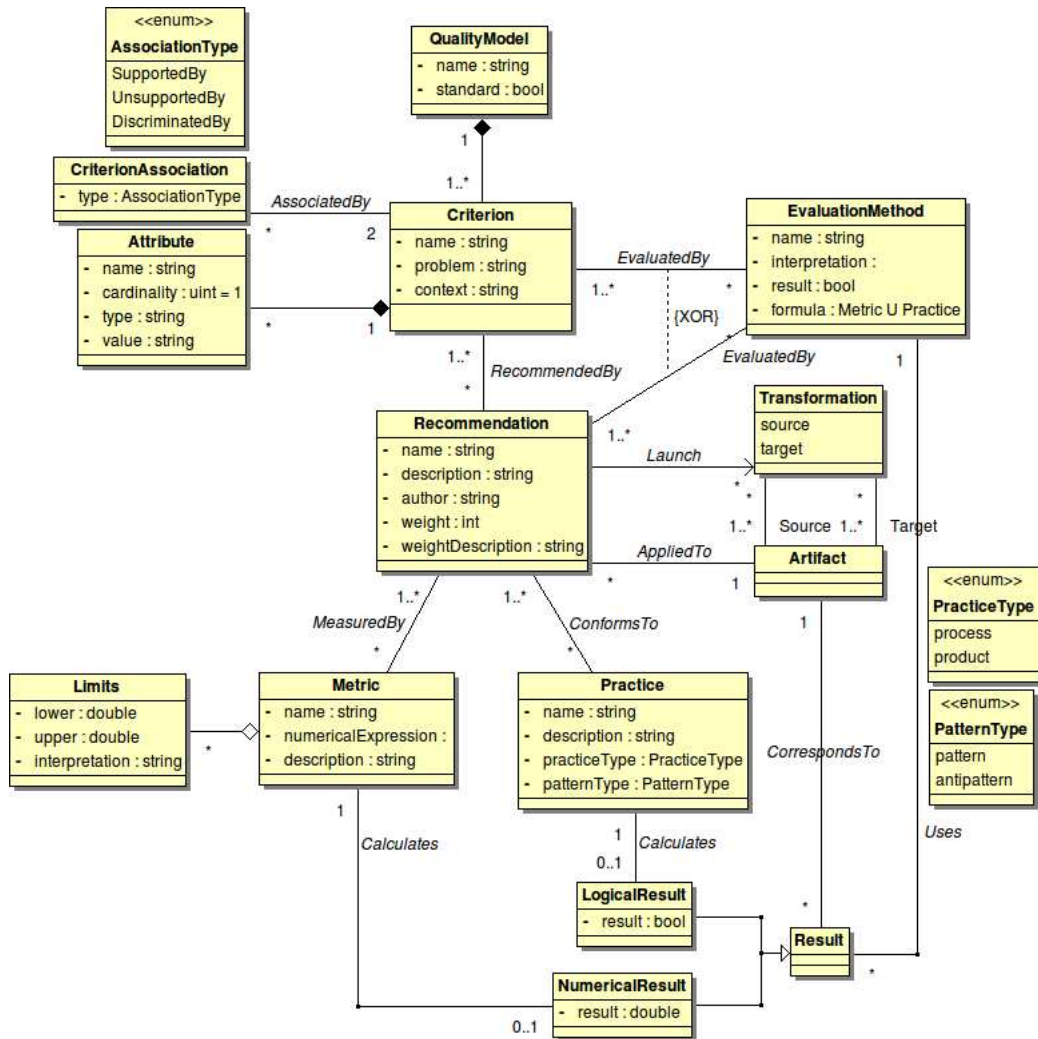 <<enum>>
AssociationType
SupportedBy
UnsupportedBy
DiscriminatedBy
QualityModel
- name : string
- standard : bool
1
1..*
CriterionAssociation
- type : AssociationType
AssociatedBy
*
2
Criterion
- name : string
- problem : string
- context : string
Attribute
- name : string
- cardinality : uint = 1
- type : string
- value : string
*
1
EvaluationMethod
- name : string
- interpretation :
- result : bool
- formula : Metric U Practice
EvaluatedBy
1..*
*
{XOR}
*
EvaluatedBy
1..*
1
1..*
RecommendedBy
*
Recommendation
- name : string
- description : string
- author : string
- weight : int
- weightDescription : string
Launch
*
Transformation
source
target
*
*
1..*
Source
1..*
Target
AppliedTo
*
1
Artifact
1
<<enum>>
PracticeType
process
product
<<enum>>
PatternType
pattern
antipattern
1..*
MeasuredBy
*
1..*
ConformsTo
*
Limits
- lower : double
- upper : double
- interpretation : string
*
Metric
- name : string
- numericalExpression :
- description : string
Practice
- name : string
- description : string
- practiceType : PracticeType
- patternType : PatternType
CorrespondsTo
Uses
1
Calculates
1
Calculates
0..1
LogicalResult
- result : bool
*
Result
*
NumericalResult
- result : double
0..1